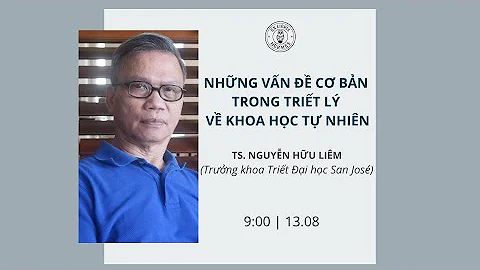 NHỮNG VẤN ĐỀ CƠ BẢN
TRONG TRIẾT LÝ
VỀ KHOA HỌC TỰ NHIÊN
TS. NGUYỄN HỮU LIÊM
(Trưởng khoa Triết Đại học San José)
9:00 | 13.08